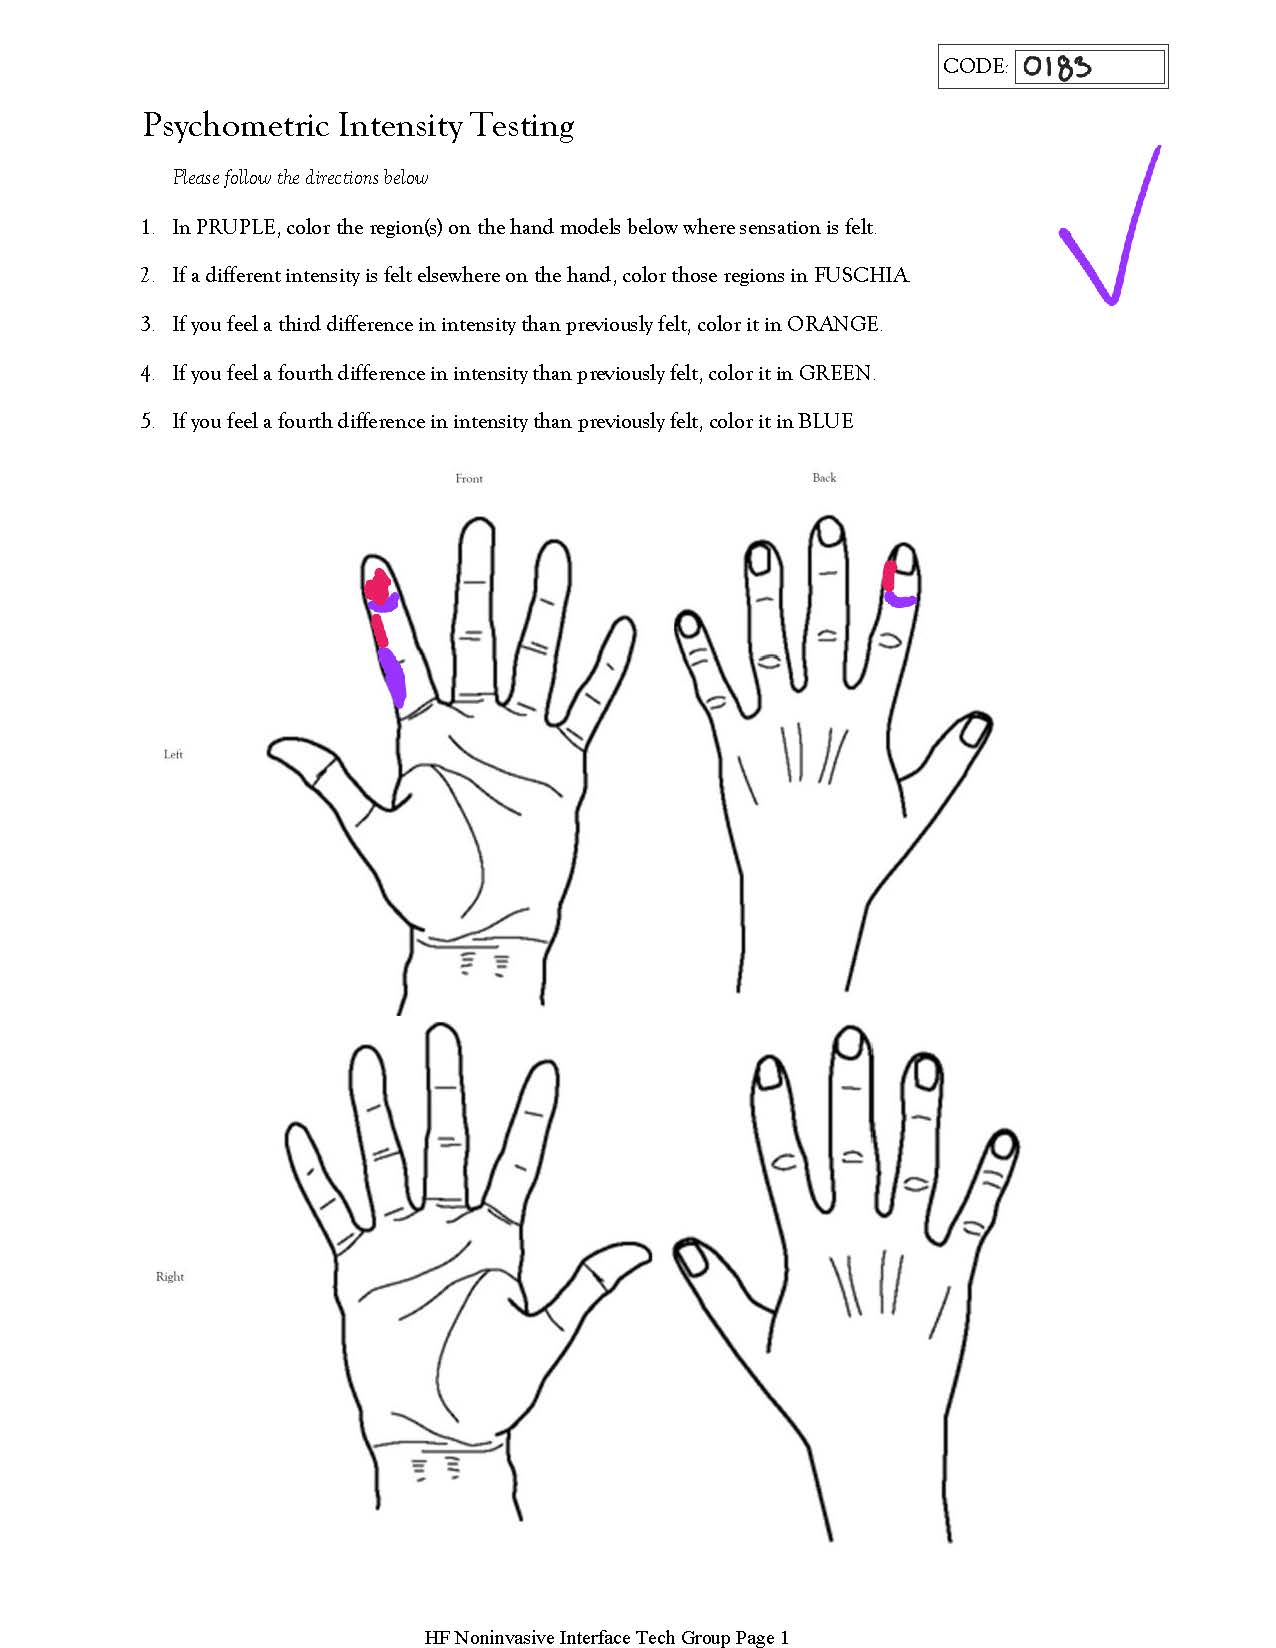 CODE: 0183
Psychometric Intensity Testing
Please follow the directions below
1. In PRUPLE, color the region(s) on the hand models below where sensation is felt.
2. If a different intensity is felt elsewhere on the hand, color those regions in FUSCHIA.
3. If you feel a third difference in intensity than previously felt, color it in ORANGE.
4. If you feel a fourth difference in intensity than previously felt, color it in GREEN.
5. If you feel a fourth difference in intensity than previously felt, color it in BLUE
Front Back
Left
Right
HF Noninvasive Interface Tech Group Page 1